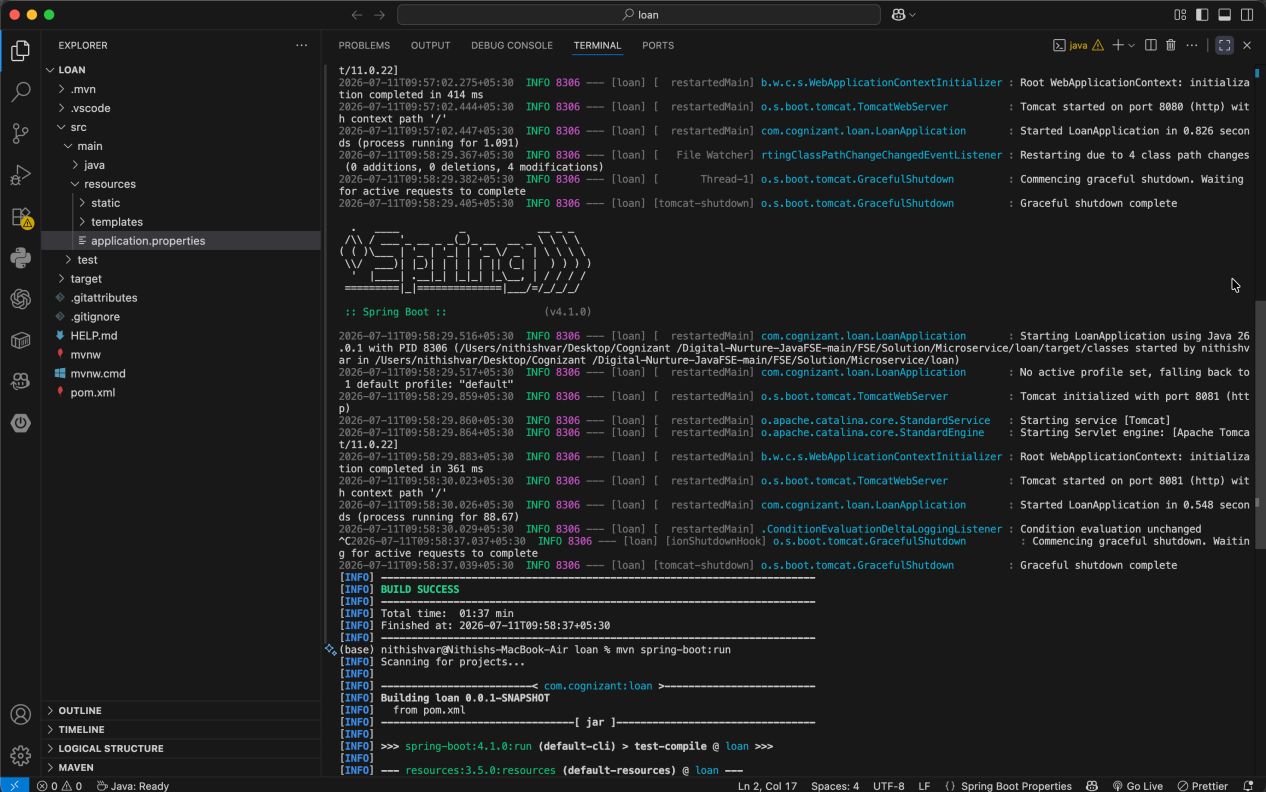 loan
EXPLORER
LOAN
.mvn
.vscode
src
main
java
resources
static
templates
application.properties
test
target
.gitattributes
.gitignore
HELP.md
mvnw
mvnw.cmd
pom.xml
OUTLINE
TIMELINE
LOGICAL STRUCTURE
MAVEN
PROBLEMS OUTPUT DEBUG CONSOLE TERMINAL PORTS
java
t/11.0.22]
2026-07-11T09:57:02.275+05:30 INFO 8306 --- [loan] [ restartedMain] b.w.c.s.WebApplicationContextInitializer : Root WebApplicationContext: initializa
tion completed in 414 ms
2026-07-11T09:57:02.444+05:30 INFO 8306 --- [loan] [ restartedMain] o.s.boot.tomcat.TomcatWebServer : Tomcat started on port 8080 (http) wit
h context path '/'
2026-07-11T09:57:02.447+05:30 INFO 8306 --- [loan] [ restartedMain] com.cognizant.loan.LoanApplication : Started LoanApplication in 0.826 secon
ds (process running for 1.091)
2026-07-11T09:58:29.367+05:30 INFO 8306 --- [loan] [ File Watcher] rtingClassPathChangeChangedEventListener : Restarting due to 4 class path changes
(0 additions, 0 deletions, 4 modifications)
2026-07-11T09:58:29.382+05:30 INFO 8306 --- [loan] [ Thread-1] o.s.boot.tomcat.GracefulShutdown : Commencing graceful shutdown. Waiting
for active requests to complete
2026-07-11T09:58:29.405+05:30 INFO 8306 --- [loan] [tomcat-shutdown] o.s.boot.tomcat.GracefulShutdown : Graceful shutdown complete
  .   ____          _            __ _ _
 /\\ / ___'_ __ _ _(_)_ __  __ _ \ \ \ \
( ( )\___ | '_ | '_| | '_ \/ _` | \ \ \ \
 \\/  ___)| |_)| | | | | || (_| |  ) ) ) )
  '  |____| .__|_| |_|_| |_\__, | / / / /
 =========|_|==============|___/=/_/_/_/
:: Spring Boot :: (v4.1.0)
2026-07-11T09:58:29.516+05:30 INFO 8306 --- [loan] [ restartedMain] com.cognizant.loan.LoanApplication : Starting LoanApplication using Java 26
.0.1 with PID 8306 (/Users/nithishvar/Desktop/Cognizant /Digital-Nurture-JavaFSE-main/FSE/Solution/Microservice/loan/target/classes started by nithishv
ar in /Users/nithishvar/Desktop/Cognizant /Digital-Nurture-JavaFSE-main/FSE/Solution/Microservice/loan)
2026-07-11T09:58:29.517+05:30 INFO 8306 --- [loan] [ restartedMain] com.cognizant.loan.LoanApplication : No active profile set, falling back to
1 default profile: "default"
2026-07-11T09:58:29.859+05:30 INFO 8306 --- [loan] [ restartedMain] o.s.boot.tomcat.TomcatWebServer : Tomcat initialized with port 8081 (htt
p)
2026-07-11T09:58:29.860+05:30 INFO 8306 --- [loan] [ restartedMain] o.apache.catalina.core.StandardService : Starting service [Tomcat]
2026-07-11T09:58:29.864+05:30 INFO 8306 --- [loan] [ restartedMain] o.apache.catalina.core.StandardEngine : Starting Servlet engine: [Apache Tomca
t/11.0.22]
2026-07-11T09:58:29.883+05:30 INFO 8306 --- [loan] [ restartedMain] b.w.c.s.WebApplicationContextInitializer : Root WebApplicationContext: initializa
tion completed in 361 ms
2026-07-11T09:58:30.023+05:30 INFO 8306 --- [loan] [ restartedMain] o.s.boot.tomcat.TomcatWebServer : Tomcat started on port 8081 (http) wit
h context path '/'
2026-07-11T09:58:30.026+05:30 INFO 8306 --- [loan] [ restartedMain] com.cognizant.loan.LoanApplication : Started LoanApplication in 0.548 secon
ds (process running for 88.67)
2026-07-11T09:58:30.029+05:30 INFO 8306 --- [loan] [ restartedMain] .ConditionEvaluationDeltaLoggingListener : Condition evaluation unchanged
^C2026-07-11T09:58:37.037+05:30 INFO 8306 --- [loan] [ionShutdownHook] o.s.boot.tomcat.GracefulShutdown : Commencing graceful shutdown. Waitin
g for active requests to complete
2026-07-11T09:58:37.039+05:30 INFO 8306 --- [loan] [tomcat-shutdown] o.s.boot.tomcat.GracefulShutdown : Graceful shutdown complete
[INFO] ------------------------------------------------------------------------
[INFO] BUILD SUCCESS
[INFO] ------------------------------------------------------------------------
[INFO] Total time: 01:37 min
[INFO] Finished at: 2026-07-11T09:58:37+05:30
[INFO] ------------------------------------------------------------------------
(base) nithishvar@Nithishs-MacBook-Air loan % mvn spring-boot:run
[INFO] Scanning for projects...
[INFO]
[INFO] -------------------------< com.cognizant:loan >-------------------------
[INFO] Building loan 0.0.1-SNAPSHOT
[INFO] from pom.xml
[INFO] --------------------------------[ jar ]---------------------------------
[INFO]
[INFO] >>> spring-boot:4.1.0:run (default-cli) > test-compile @ loan >>>
[INFO]
[INFO] --- resources:3.5.0:resources (default-resources) @ loan ---
0 0 Java: Ready Ln 2, Col 17 Spaces: 4 UTF-8 LF {} Spring Boot Properties Go Live Prettier